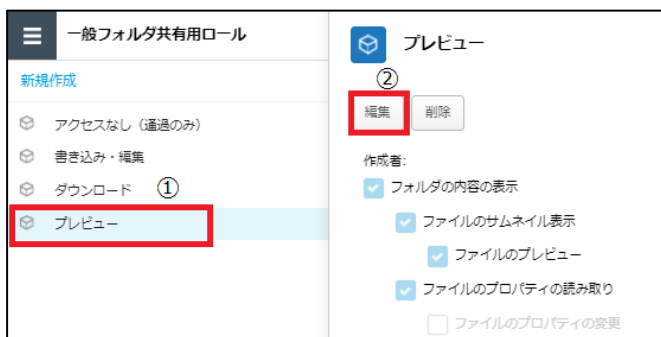 一般フォルダ共有用ロール
新規作成
アクセスなし（通過のみ）
書き込み・編集
ダウンロード ①
プレビュー
プレビュー
②
編集 削除
作成者:
フォルダの内容の表示
ファイルのサムネイル表示
ファイルのプレビュー
ファイルのプロパティの読み取り
ファイルのプロパティの変更